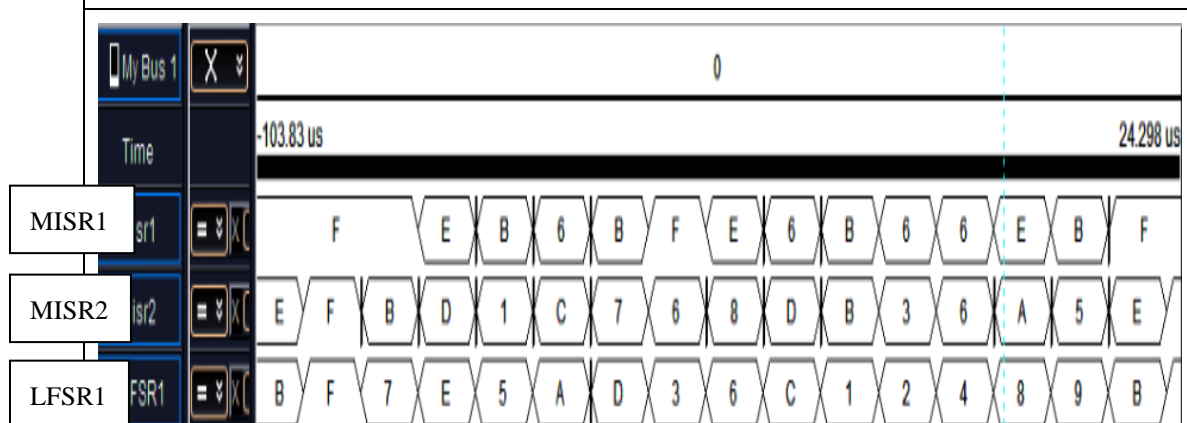 My Bus 1 X 0
Time -103.83 us 24.298 us
MISR1 sr1 = X F E B 6 B F E 6 B 6 6 E B F
MISR2 isr2 = X E F B D 1 C 7 6 8 D B 3 6 A 5 E
LFSR1 FSR1 = X B F 7 E 5 A D 3 6 C 1 2 4 8 9 B